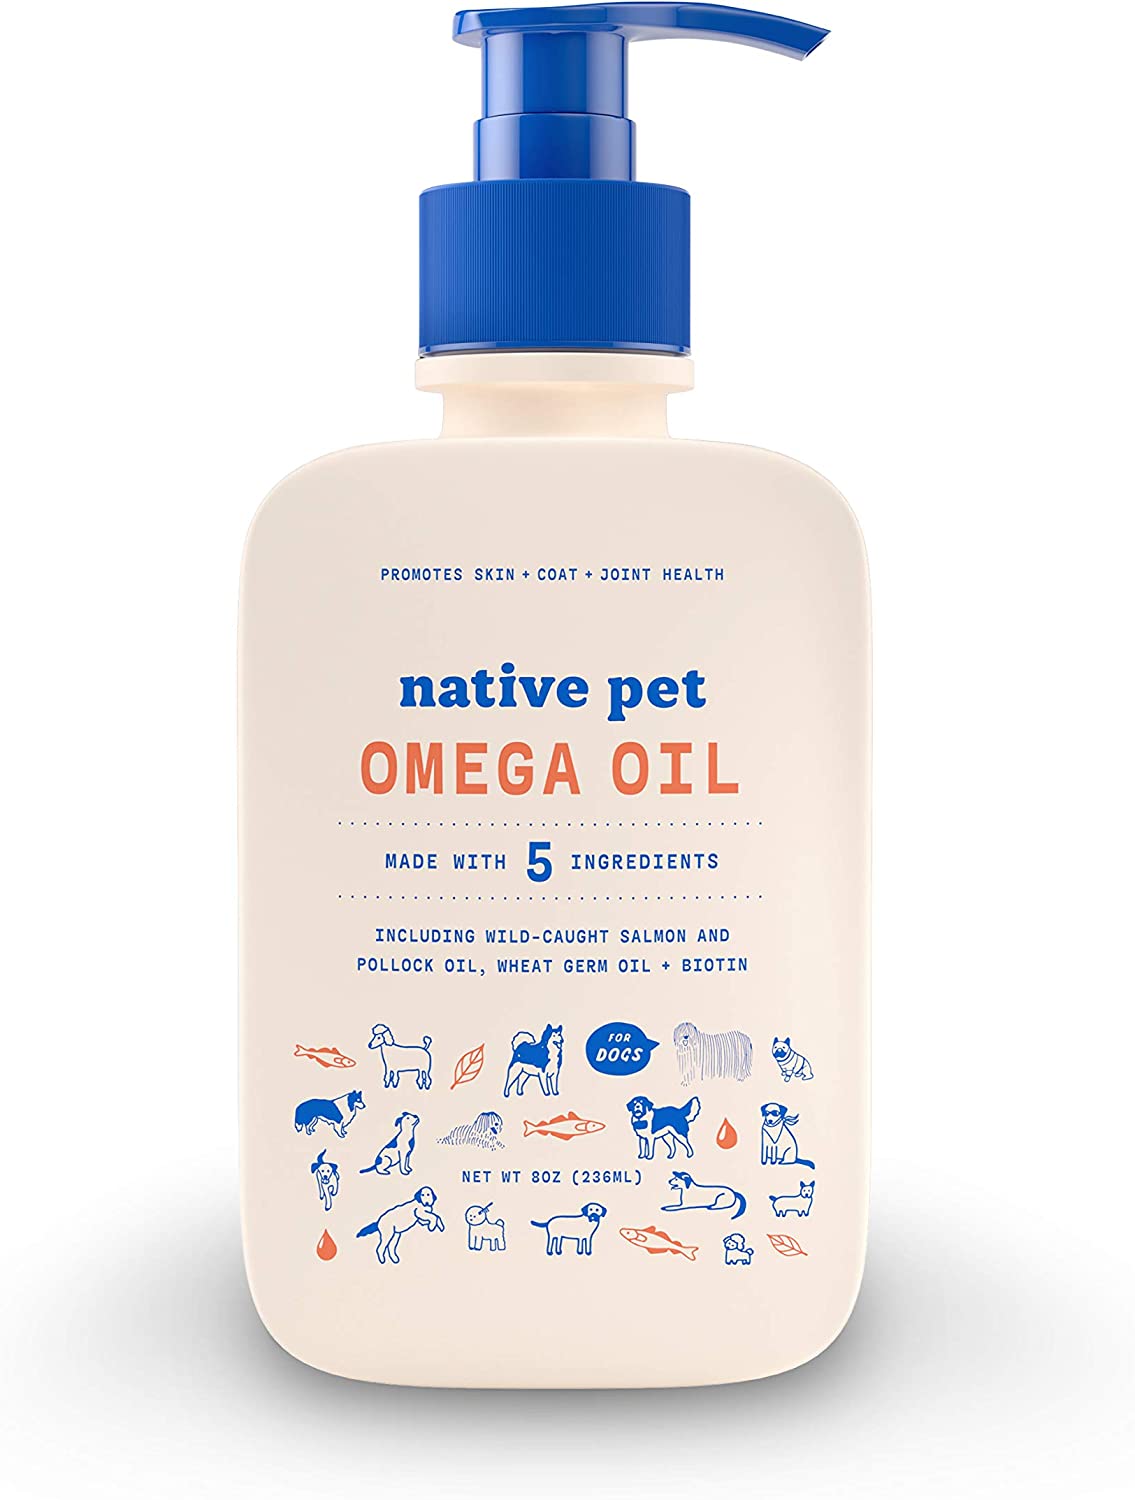 PROMOTES SKIN + COAT + JOINT HEALTH
native pet
OMEGA OIL
MADE WITH 5 INGREDIENTS
INCLUDING WILD-CAUGHT SALMON AND
POLLOCK OIL, WHEAT GERM OIL + BIOTIN
FOR
DOGS
NET WT 8OZ (236ML)